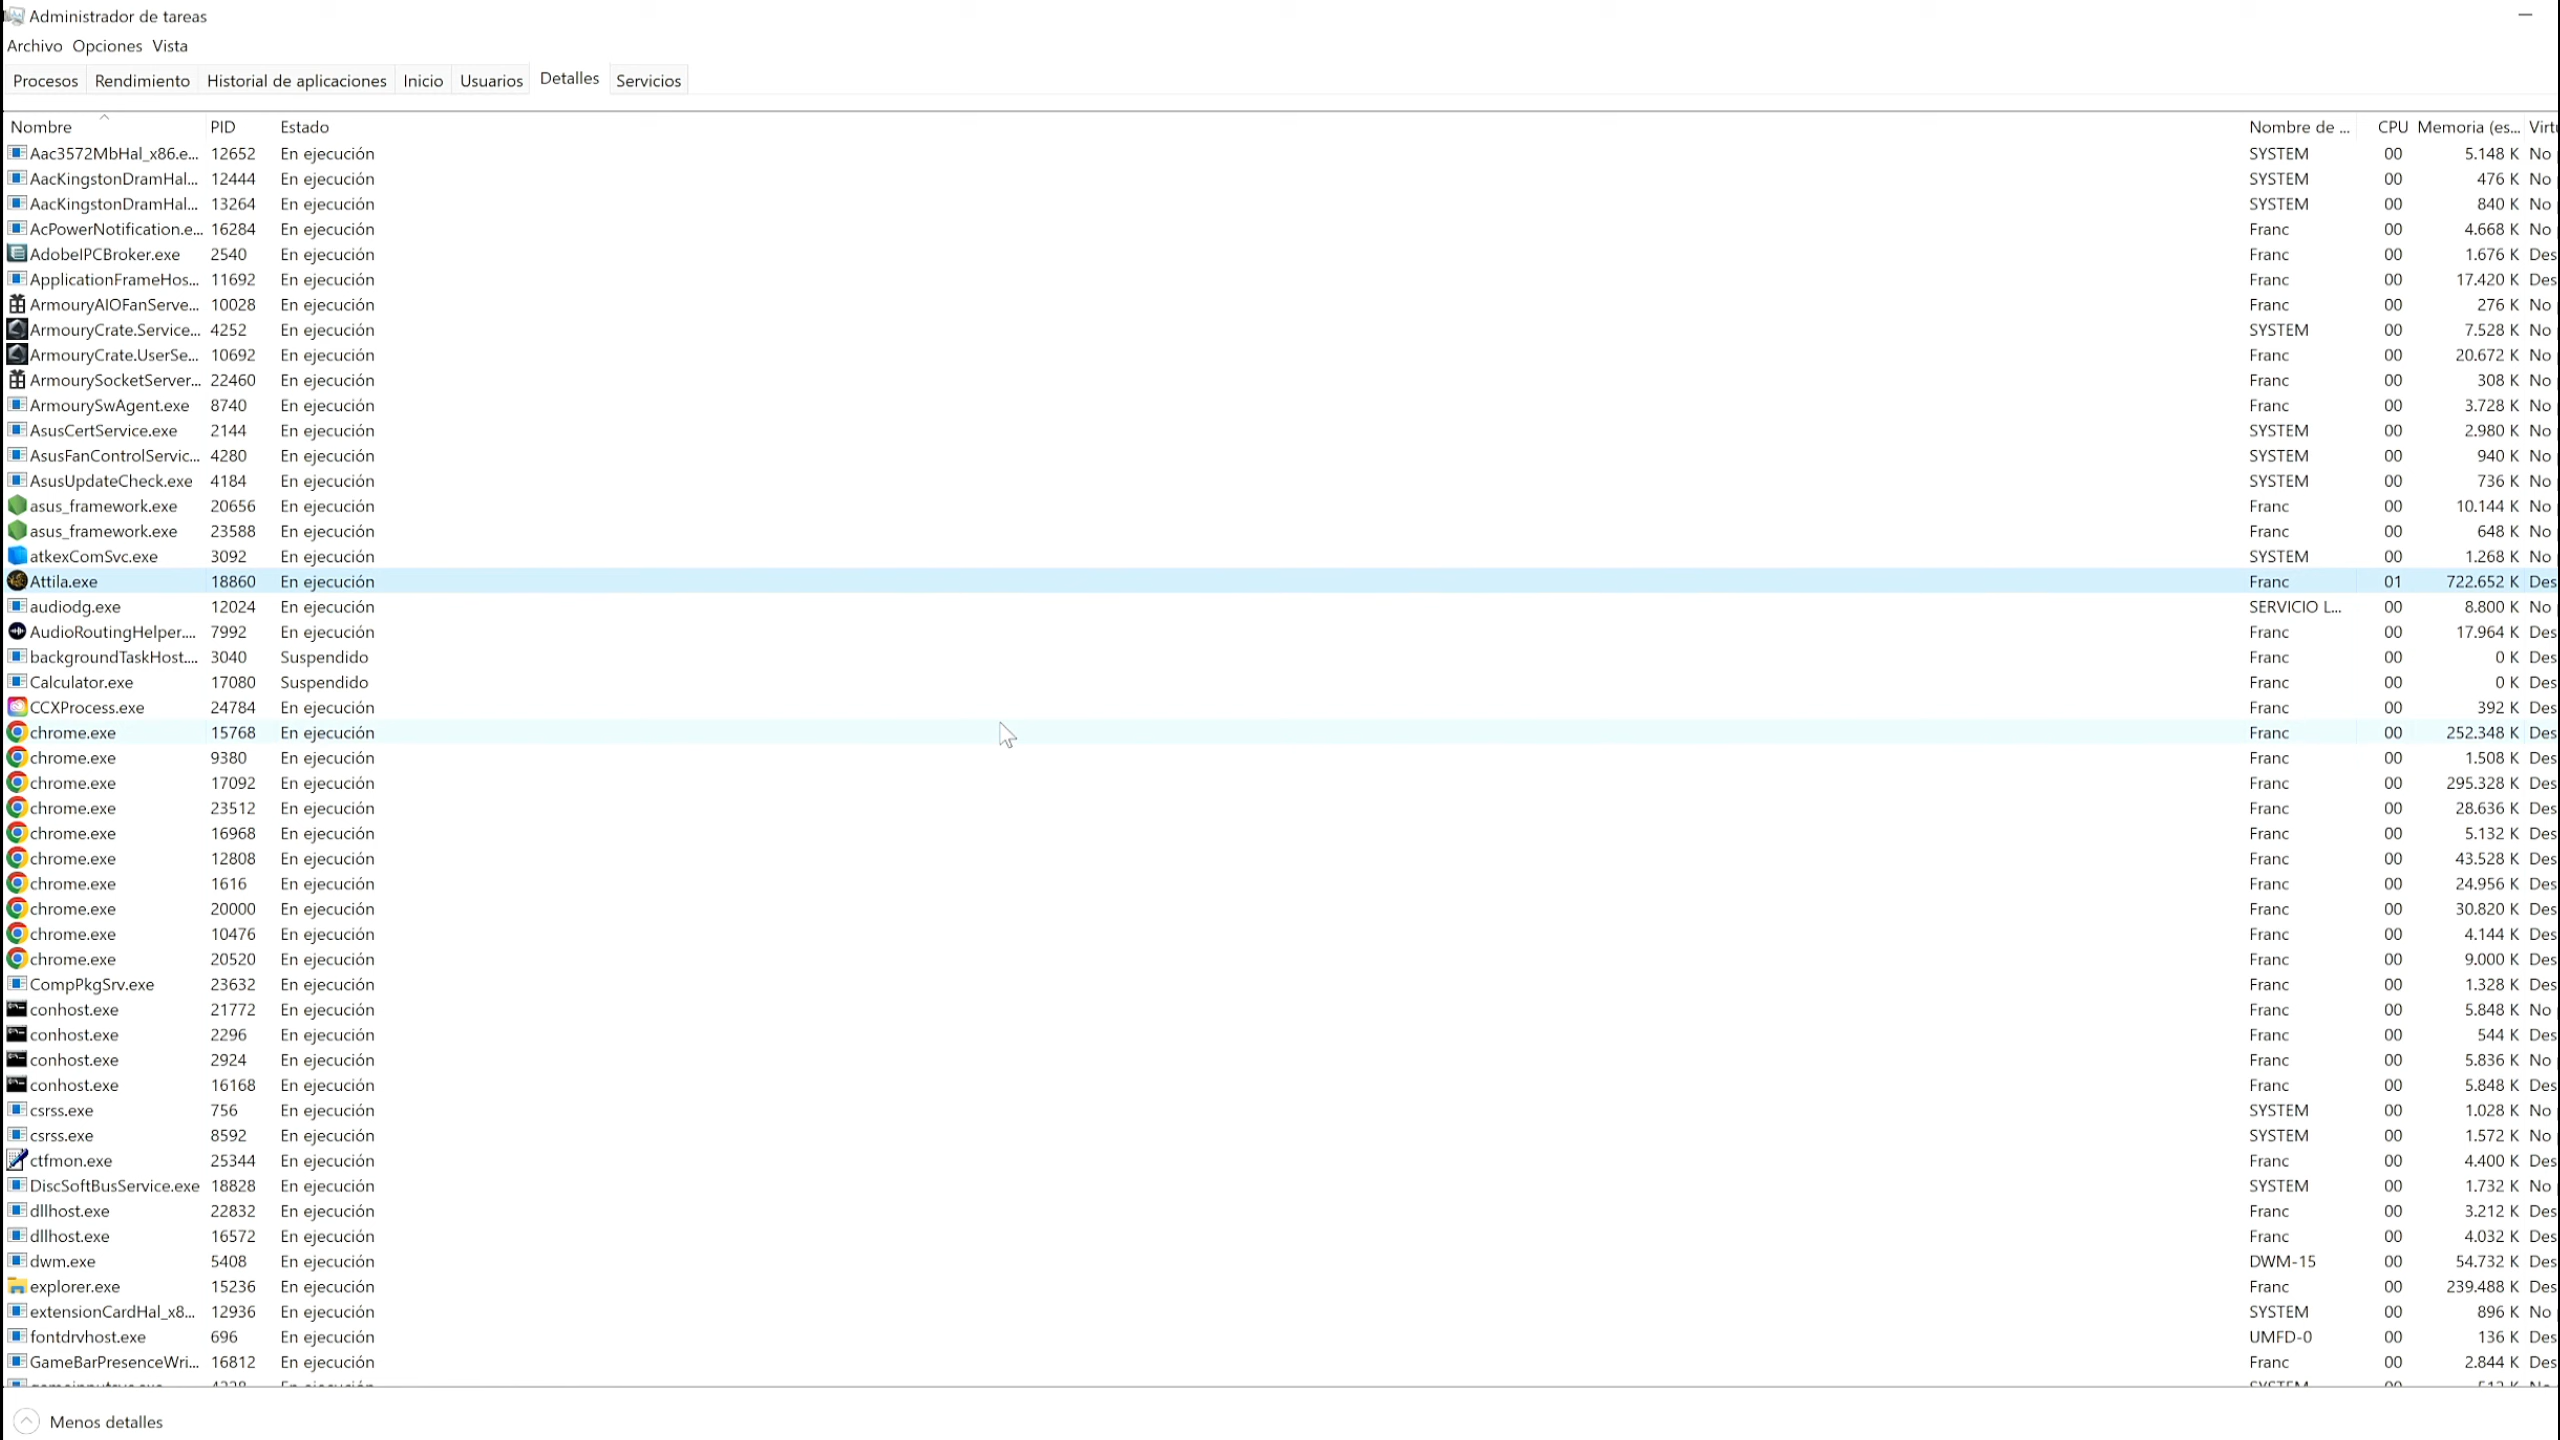 Administrador de tareas
Archivo Opciones Vista
Procesos Rendimiento Historial de aplicaciones Inicio Usuarios Detalles Servicios
Nombre PID Estado Nombre de ... CPU Memoria (es... Virtu
Aac3572MbHal_x86.e... 12652 En ejecución SYSTEM 00 5.148 K No
AacKingstonDramHal... 12444 En ejecución SYSTEM 00 476 K No
AacKingstonDramHal... 13264 En ejecución SYSTEM 00 840 K No
AcPowerNotification.e... 16284 En ejecución Franc 00 4.668 K No
AdobeIPCBroker.exe 2540 En ejecución Franc 00 1.676 K Des
ApplicationFrameHos... 11692 En ejecución Franc 00 17.420 K Des
ArmouryAIOFanServe... 10028 En ejecución Franc 00 276 K No
ArmouryCrate.Service... 4252 En ejecución SYSTEM 00 7.528 K No
ArmouryCrate.UserSe... 10692 En ejecución Franc 00 20.672 K No
ArmourySocketServer... 22460 En ejecución Franc 00 308 K No
ArmourySwAgent.exe 8740 En ejecución Franc 00 3.728 K No
AsusCertService.exe 2144 En ejecución SYSTEM 00 2.980 K No
AsusFanControlServic... 4280 En ejecución SYSTEM 00 940 K No
AsusUpdateCheck.exe 4184 En ejecución SYSTEM 00 736 K No
asus_framework.exe 20656 En ejecución Franc 00 10.144 K No
asus_framework.exe 23588 En ejecución Franc 00 648 K No
atkexComSvc.exe 3092 En ejecución SYSTEM 00 1.268 K No
Attila.exe 18860 En ejecución Franc 01 722.652 K Des
audiodg.exe 12024 En ejecución SERVICIO L... 00 8.800 K No
AudioRoutingHelper.... 7992 En ejecución Franc 00 17.964 K Des
backgroundTaskHost.... 3040 Suspendido Franc 00 0 K Des
Calculator.exe 17080 Suspendido Franc 00 0 K Des
CCXProcess.exe 24784 En ejecución Franc 00 392 K Des
chrome.exe 15768 En ejecución Franc 00 252.348 K Des
chrome.exe 9380 En ejecución Franc 00 1.508 K Des
chrome.exe 17092 En ejecución Franc 00 295.328 K Des
chrome.exe 23512 En ejecución Franc 00 28.636 K Des
chrome.exe 16968 En ejecución Franc 00 5.132 K Des
chrome.exe 12808 En ejecución Franc 00 43.528 K Des
chrome.exe 1616 En ejecución Franc 00 24.956 K Des
chrome.exe 20000 En ejecución Franc 00 30.820 K Des
chrome.exe 10476 En ejecución Franc 00 4.144 K Des
chrome.exe 20520 En ejecución Franc 00 9.000 K Des
CompPkgSrv.exe 23632 En ejecución Franc 00 1.328 K Des
conhost.exe 21772 En ejecución Franc 00 5.848 K No
conhost.exe 2296 En ejecución Franc 00 544 K Des
conhost.exe 2924 En ejecución Franc 00 5.836 K No
conhost.exe 16168 En ejecución Franc 00 5.848 K Des
csrss.exe 756 En ejecución SYSTEM 00 1.028 K No
csrss.exe 8592 En ejecución SYSTEM 00 1.572 K No
ctfmon.exe 25344 En ejecución Franc 00 4.400 K Des
DiscSoftBusService.exe 18828 En ejecución SYSTEM 00 1.732 K No
dllhost.exe 22832 En ejecución Franc 00 3.212 K Des
dllhost.exe 16572 En ejecución Franc 00 4.032 K Des
dwm.exe 5408 En ejecución DWM-15 00 54.732 K Des
explorer.exe 15236 En ejecución Franc 00 239.488 K Des
extensionCardHal_x8... 12936 En ejecución SYSTEM 00 896 K No
fontdrvhost.exe 696 En ejecución UMFD-0 00 136 K Des
GameBarPresenceWri... 16812 En ejecución Franc 00 2.844 K Des
Menos detalles